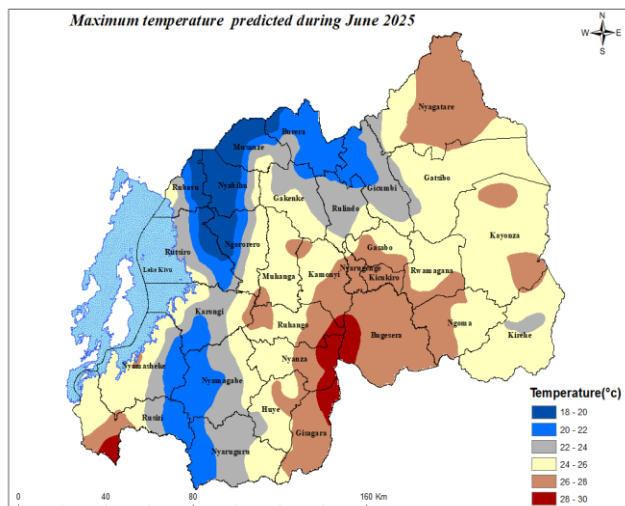 Maximum temperature predicted during June 2025
N
W E
S
Nyagatare
Burera
Musanze
Rubavu
Nyabihu
Gicumbi
Gatsibo
Gakenke
Rulindo
Kayonza
Rutsiro
Ngororero
Gasabo
Lake Kivu
Muhanga
Kamonyi
Nyarugenge
Rwamagana
Kicukiro
Karongi
Ruhango
Bugesera
Ngoma
Kirehe
Nyamasheke
Nyanza
Nyamagabe
Rusizi
Huye
Gisagara
Nyaruguru
Temperature(°c)
18 - 20
20 - 22
22 - 24
24 - 26
26 - 28
28 - 30
0 40 80 160 Km